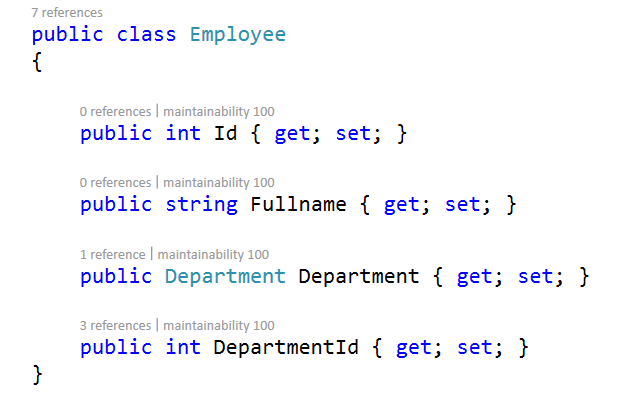 7 references
public class Employee
{
0 references | maintainability 100
public int Id { get; set; }
0 references | maintainability 100
public string Fullname { get; set; }
1 reference | maintainability 100
public Department Department { get; set; }
3 references | maintainability 100
public int DepartmentId { get; set; }
}